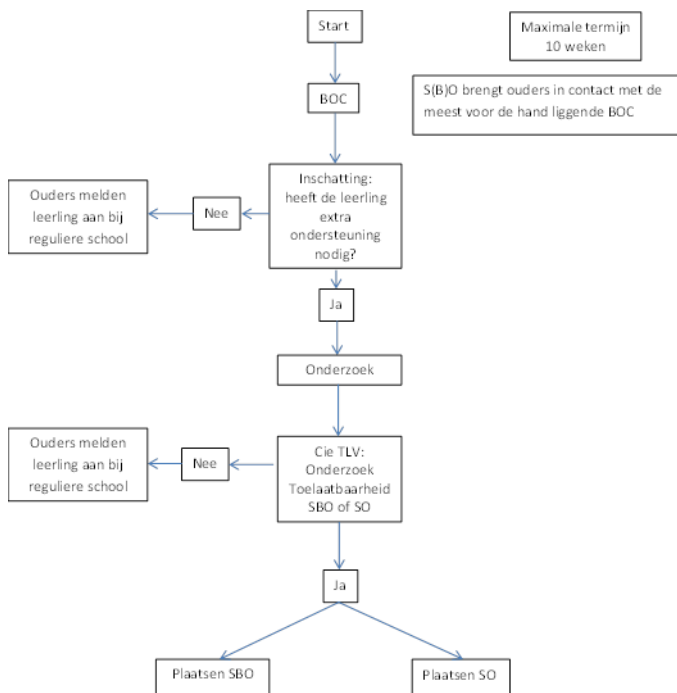 Start
Maximale termijn
10 weken
BOC
S(B)O brengt ouders in contact met de
meest voor de hand liggende BOC
Inschatting:
heeft de leerling
extra
ondersteuning
nodig?
Nee
Ouders melden
leerling aan bij
reguliere school
Ja
Onderzoek
Cie TLV:
Onderzoek
Toelaatbaarheid
SBO of SO
Nee
Ouders melden
leerling aan bij
reguliere school
Ja
Plaatsen SBO
Plaatsen SO